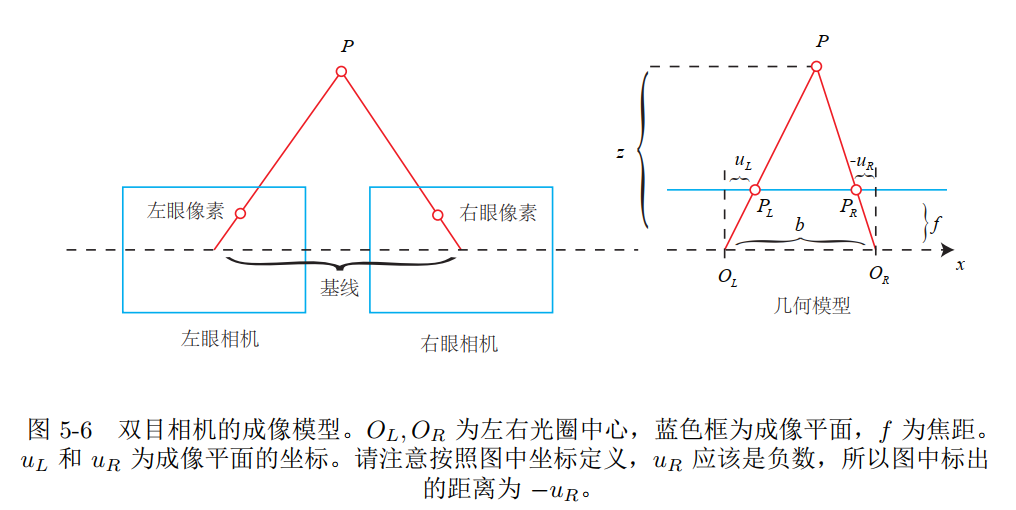 P
左眼像素
右眼像素
基线
左眼相机
右眼相机
P
z
u_L
-u_R
P_L
P_R
b
f
x
O_L
O_R
几何模型
图 5-6 双目相机的成像模型。O_L, O_R 为左右光圈中心，蓝色框为成像平面，f 为焦距。
u_L 和 u_R 为成像平面的坐标。请注意按照图中坐标定义，u_R 应该是负数，所以图中标出
的距离为 −u_R。